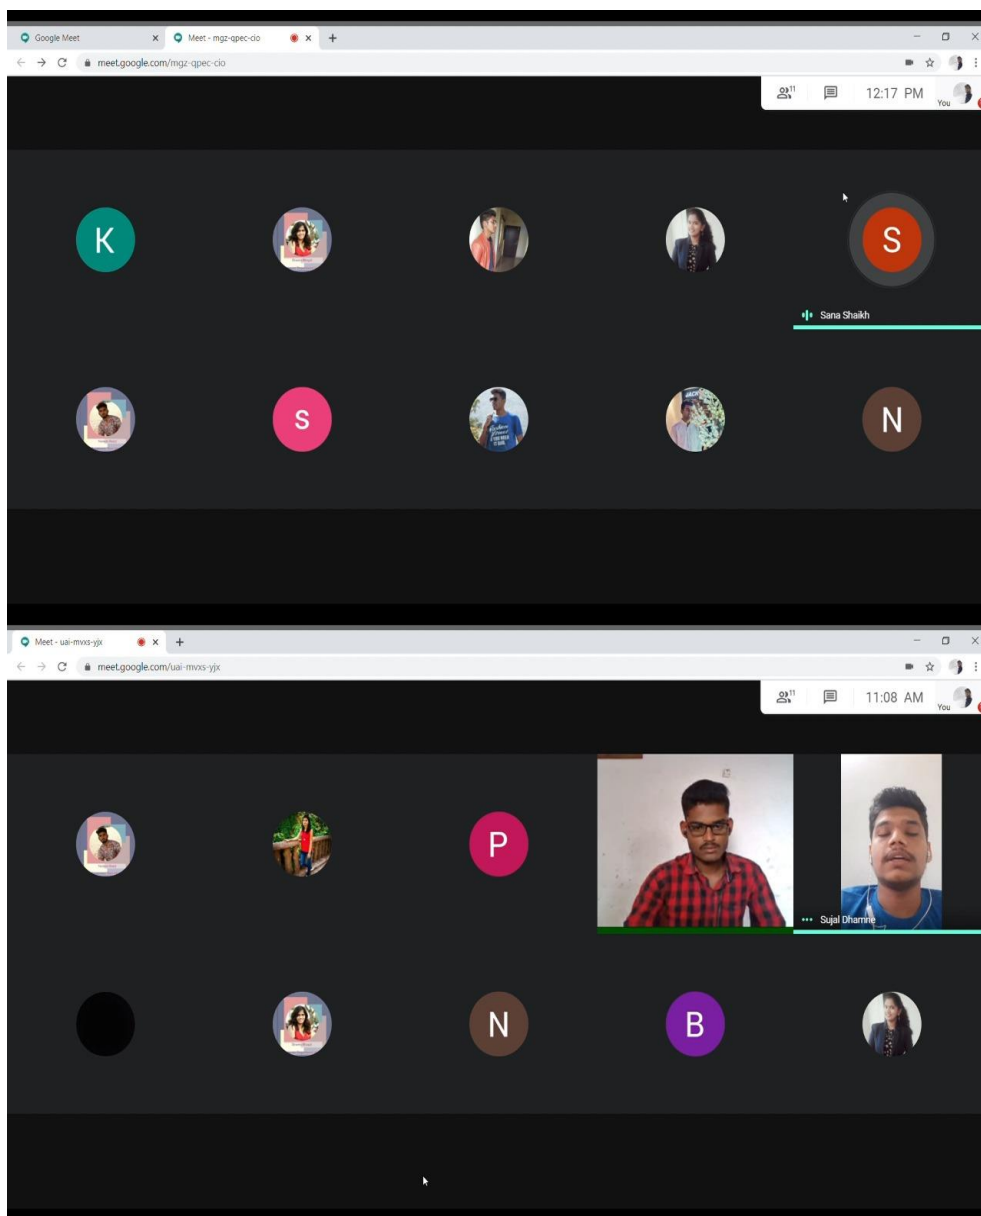 Google Meet
Meet - mgz-qpec-cio
meet.google.com/mgz-qpec-cio
11
12:17 PM
You
K
S
Sana Shaikh
S
N
Meet - uai-mvxs-yjx
meet.google.com/uai-mvxs-yjx
11
11:08 AM
You
P
Sujal Dhamne
N
B